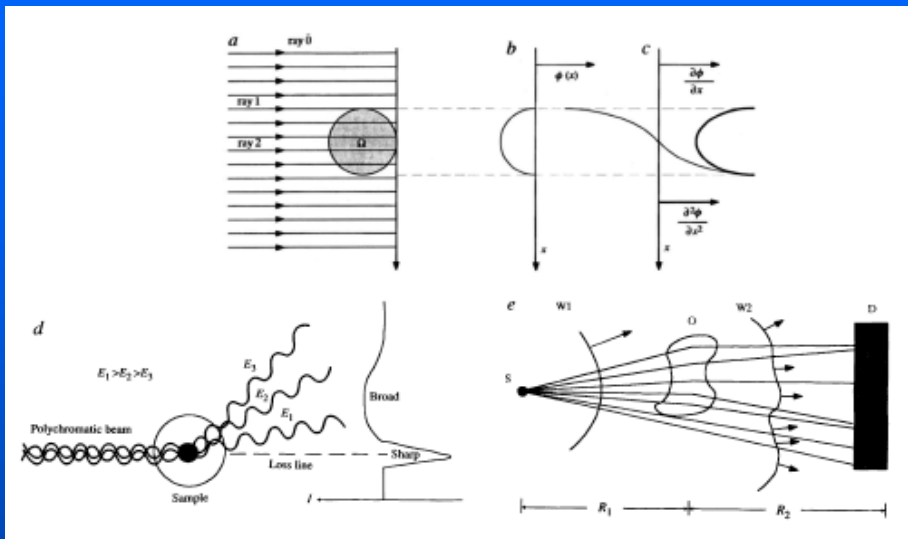 a
ray 0
ray 1
ray 2
Ω
b
ϕ (x)
x
c
∂ϕ
∂x
∂²ϕ
∂x²
x
d
E₁ >E₂ >E₃
Polychromatic beam
Sample
E₃
E₂
E₁
Loss line
Broad
Sharp
I
e
W1
O
W2
D
S
R₁
R₂